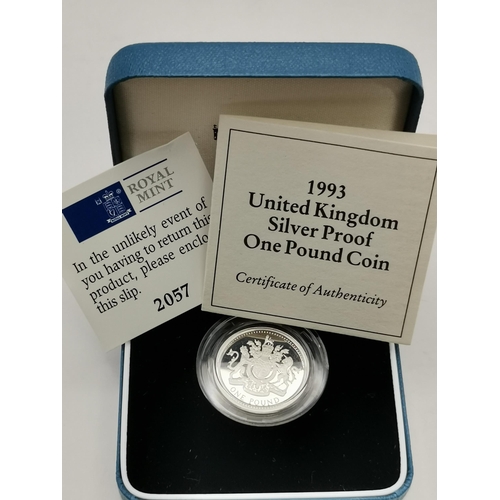 ROYAL
MINT
In the unlikely event of
you having to return this
product, please enclo
this slip.
2057
1993
United Kingdom
Silver Proof
One Pound Coin
Certificate of Authenticity
ONE POUND